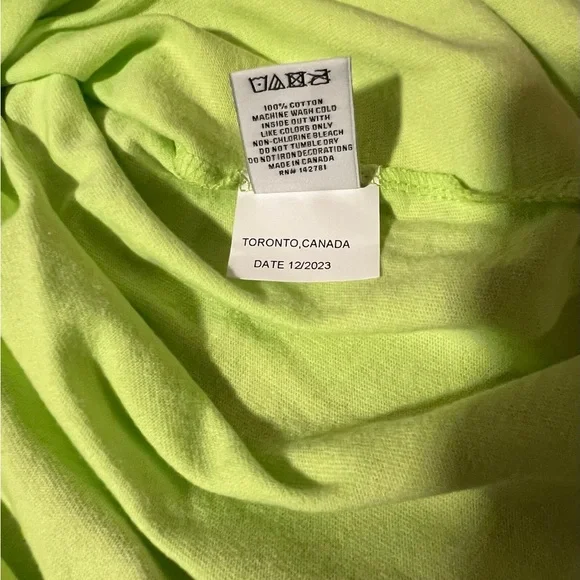 100% COTTON
MACHINE WASH COLD
INSIDE OUT WITH
LIKE COLORS ONLY
NON-CHLORINE BLEACH
DO NOT TUMBLE DRY
DO NOT IRON DECORATIONS
MADE IN CANADA
RN# 142781
TORONTO,CANADA
DATE 12/2023